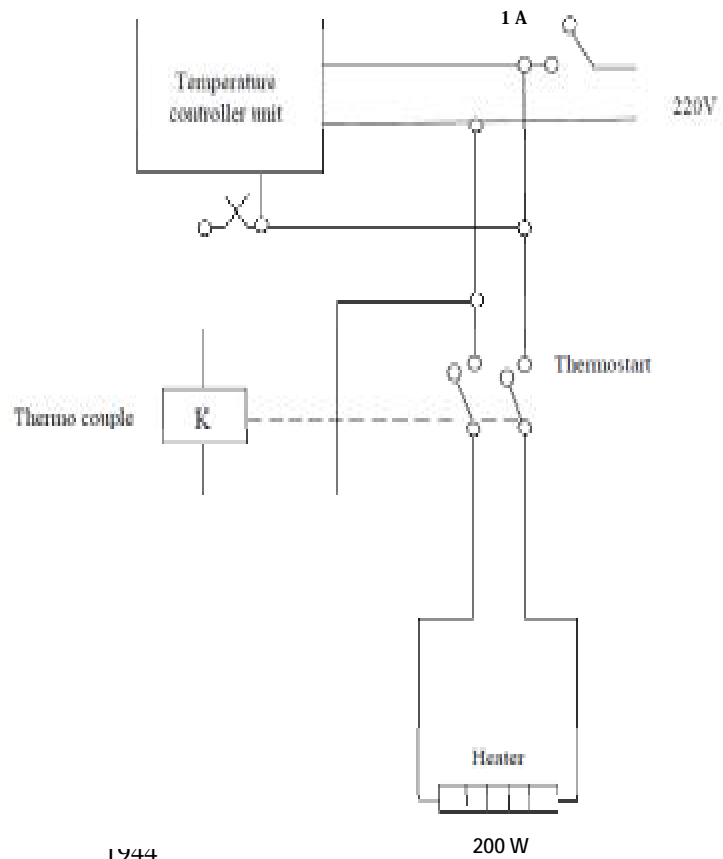 1 A
Temperature
controller unit
220V
Thermostart
Thermo couple
K
Heater
200 W
1944